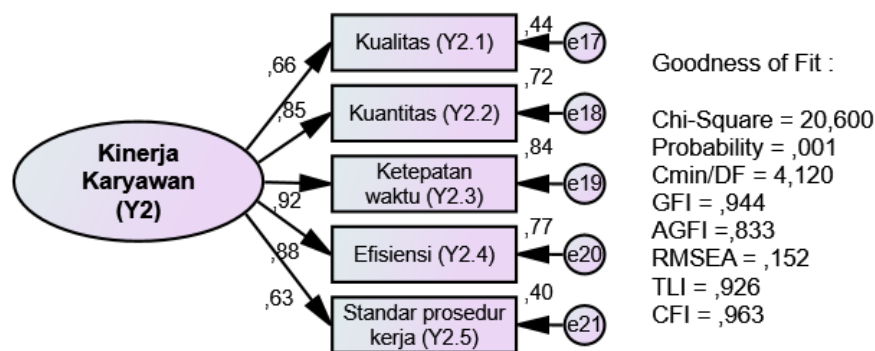 Kinerja
Karyawan
(Y2)
,66
,85
,92
,88
,63
Kualitas (Y2.1)
,44
e17
Kuantitas (Y2.2)
,72
e18
Ketepatan
waktu (Y2.3)
,84
e19
Efisiensi (Y2.4)
,77
e20
Standar prosedur
kerja (Y2.5)
,40
e21
Goodness of Fit :
Chi-Square = 20,600
Probability = ,001
Cmin/DF = 4,120
GFI = ,944
AGFI =,833
RMSEA = ,152
TLI = ,926
CFI = ,963